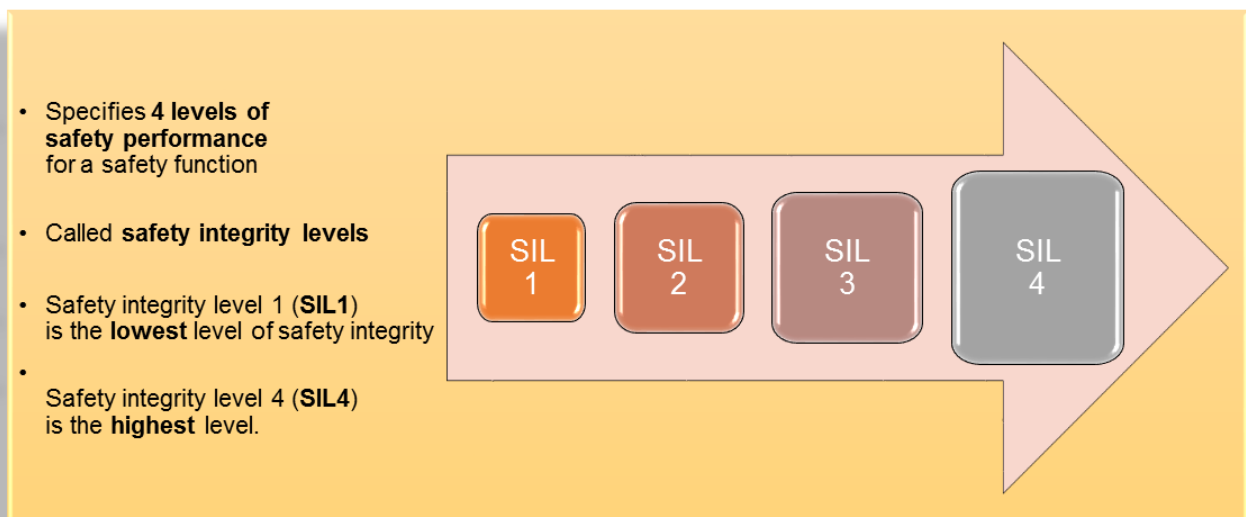 • Specifies 4 levels of
safety performance
for a safety function
• Called safety integrity levels
• Safety integrity level 1 (SIL1)
is the lowest level of safety integrity
•
Safety integrity level 4 (SIL4)
is the highest level.
SIL
1
SIL
2
SIL
3
SIL
4